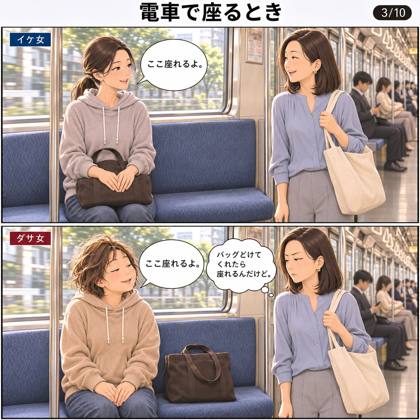 電車で座るとき
3/10
イケ女
ここ座れるよ。
ダサ女
ここ座れるよ。
バッグどけて
くれたら
座れるんだけど。